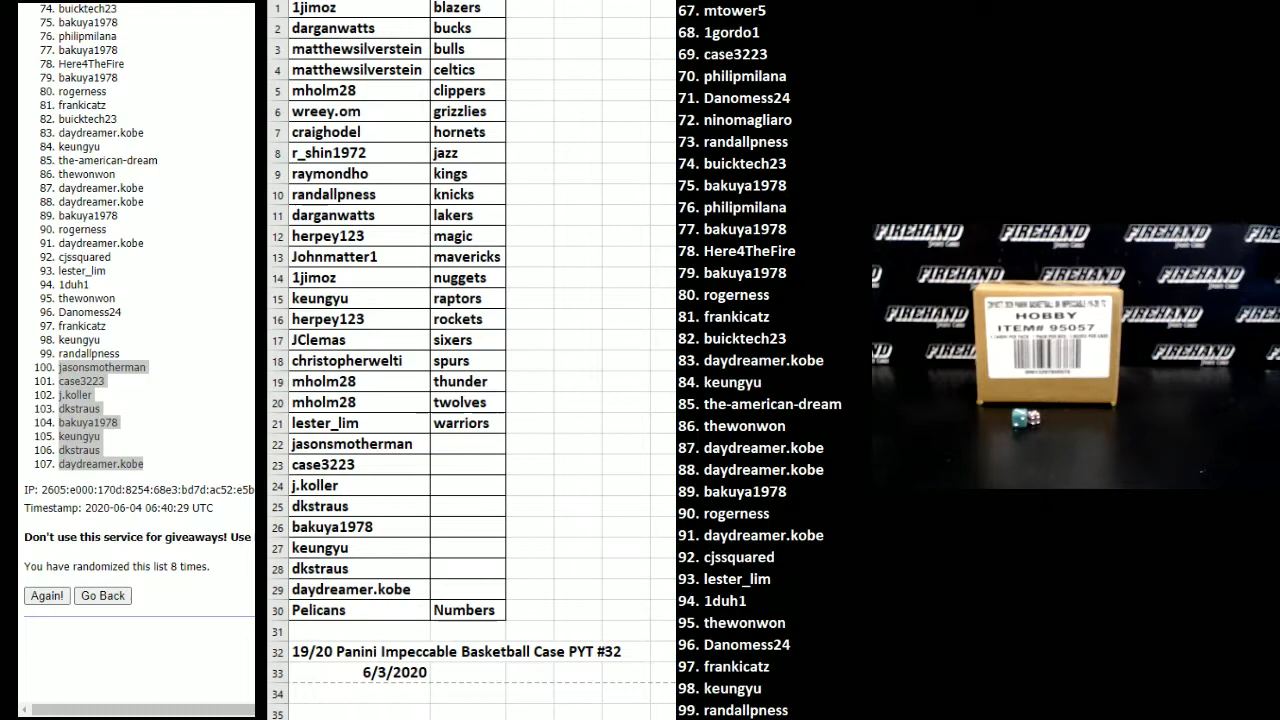 74. buicktech23
75. bakuya1978
76. philipmilana
77. bakuya1978
78. Here4TheFire
79. bakuya1978
80. rogerness
81. frankicatz
82. buicktech23
83. daydreamer.kobe
84. keungyu
85. the-american-dream
86. thewonwon
87. daydreamer.kobe
88. daydreamer.kobe
89. bakuya1978
90. rogerness
91. daydreamer.kobe
92. cjssquared
93. lester_lim
94. 1duh1
95. thewonwon
96. Danomess24
97. frankicatz
98. keungyu
99. randallpness
100. jasonsmotherman
101. case3223
102. j.koller
103. dkstraus
104. bakuya1978
105. keungyu
106. dkstraus
107. daydreamer.kobe
IP: 2605:e000:170d:8254:68e3:bd7d:ac52:e5b
Timestamp: 2020-06-04 06:40:29 UTC
Don't use this service for giveaways! Use
You have randomized this list 8 times.
Again! Go Back
1 1jimoz blazers
2 darganwatts bucks
3 matthewsilverstein bulls
4 matthewsilverstein celtics
5 mholm28 clippers
6 wreey.om grizzlies
7 craighodel hornets
8 r_shin1972 jazz
9 raymondho kings
10 randallpness knicks
11 darganwatts lakers
12 herpey123 magic
13 Johnmatter1 mavericks
14 1jimoz nuggets
15 keungyu raptors
16 herpey123 rockets
17 JClemas sixers
18 christopherwelti spurs
19 mholm28 thunder
20 mholm28 twolves
21 lester_lim warriors
22 jasonsmotherman
23 case3223
24 j.koller
25 dkstraus
26 bakuya1978
27 keungyu
28 dkstraus
29 daydreamer.kobe
30 Pelicans Numbers
31
32 19/20 Panini Impeccable Basketball Case PYT #32
33 6/3/2020
34
35
67. mtower5
68. 1gordo1
69. case3223
70. philipmilana
71. Danomess24
72. ninomagliaro
73. randallpness
74. buicktech23
75. bakuya1978
76. philipmilana
77. bakuya1978
78. Here4TheFire
79. bakuya1978
80. rogerness
81. frankicatz
82. buicktech23
83. daydreamer.kobe
84. keungyu
85. the-american-dream
86. thewonwon
87. daydreamer.kobe
88. daydreamer.kobe
89. bakuya1978
90. rogerness
91. daydreamer.kobe
92. cjssquared
93. lester_lim
94. 1duh1
95. thewonwon
96. Danomess24
97. frankicatz
98. keungyu
99. randallpness
FIREHAND FIREHAND FIREHAND FIREHAND
FIREHAND FIREHAND FIREHAND
FIREHAND FIREHAND
FIREHAND FIREHAND
HOBBY
ITEM# 95057